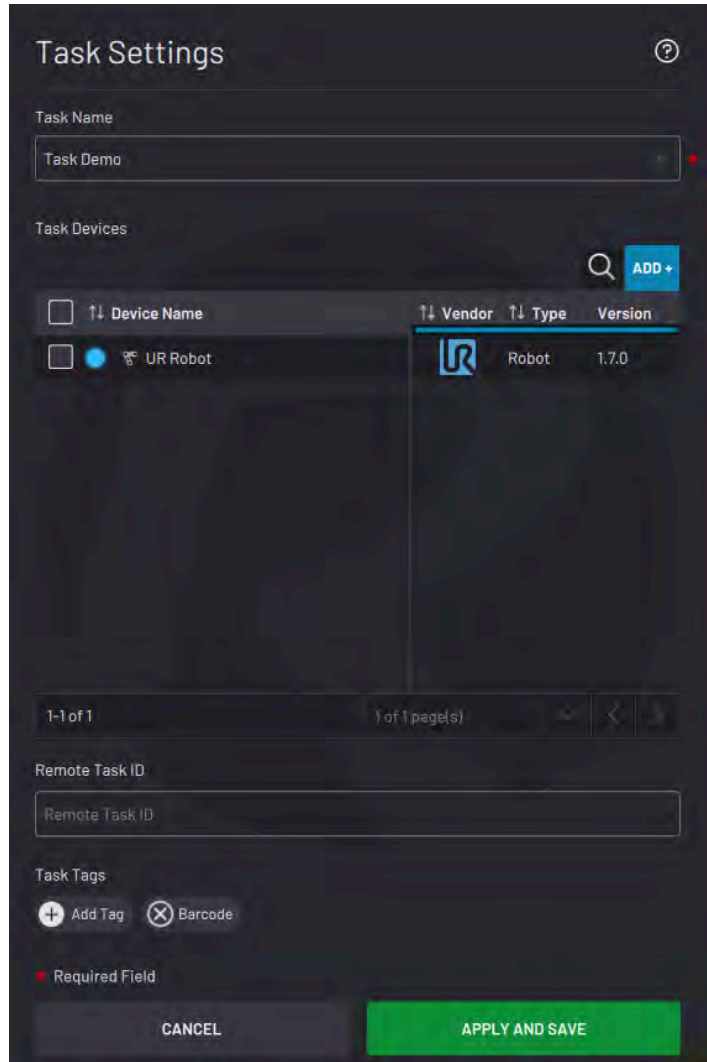 Task Settings
Task Name
Task Demo
Task Devices
ADD +
Device Name Vendor Type Version
UR Robot UR Robot 1.7.0
1-1 of 1 1 of 1 page(s)
Remote Task ID
Remote Task ID
Task Tags
Add Tag Barcode
Required Field
CANCEL APPLY AND SAVE